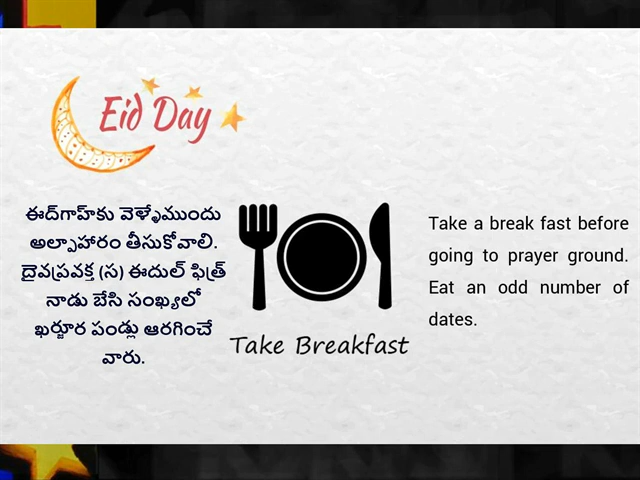 Eid Day
ఈద్‌గాహ్‌కు వెళ్ళేముందు
అల్పాహారం తీసుకోవాలి.
దైవప్రవక్త (స) ఈదుల్ ఫిత్ర్
నాడు బేసి సంఖ్యలో
ఖర్జూర పండ్లు ఆరగించే
వారు.
Take Breakfast
Take a break fast before
going to prayer ground.
Eat an odd number of
dates.